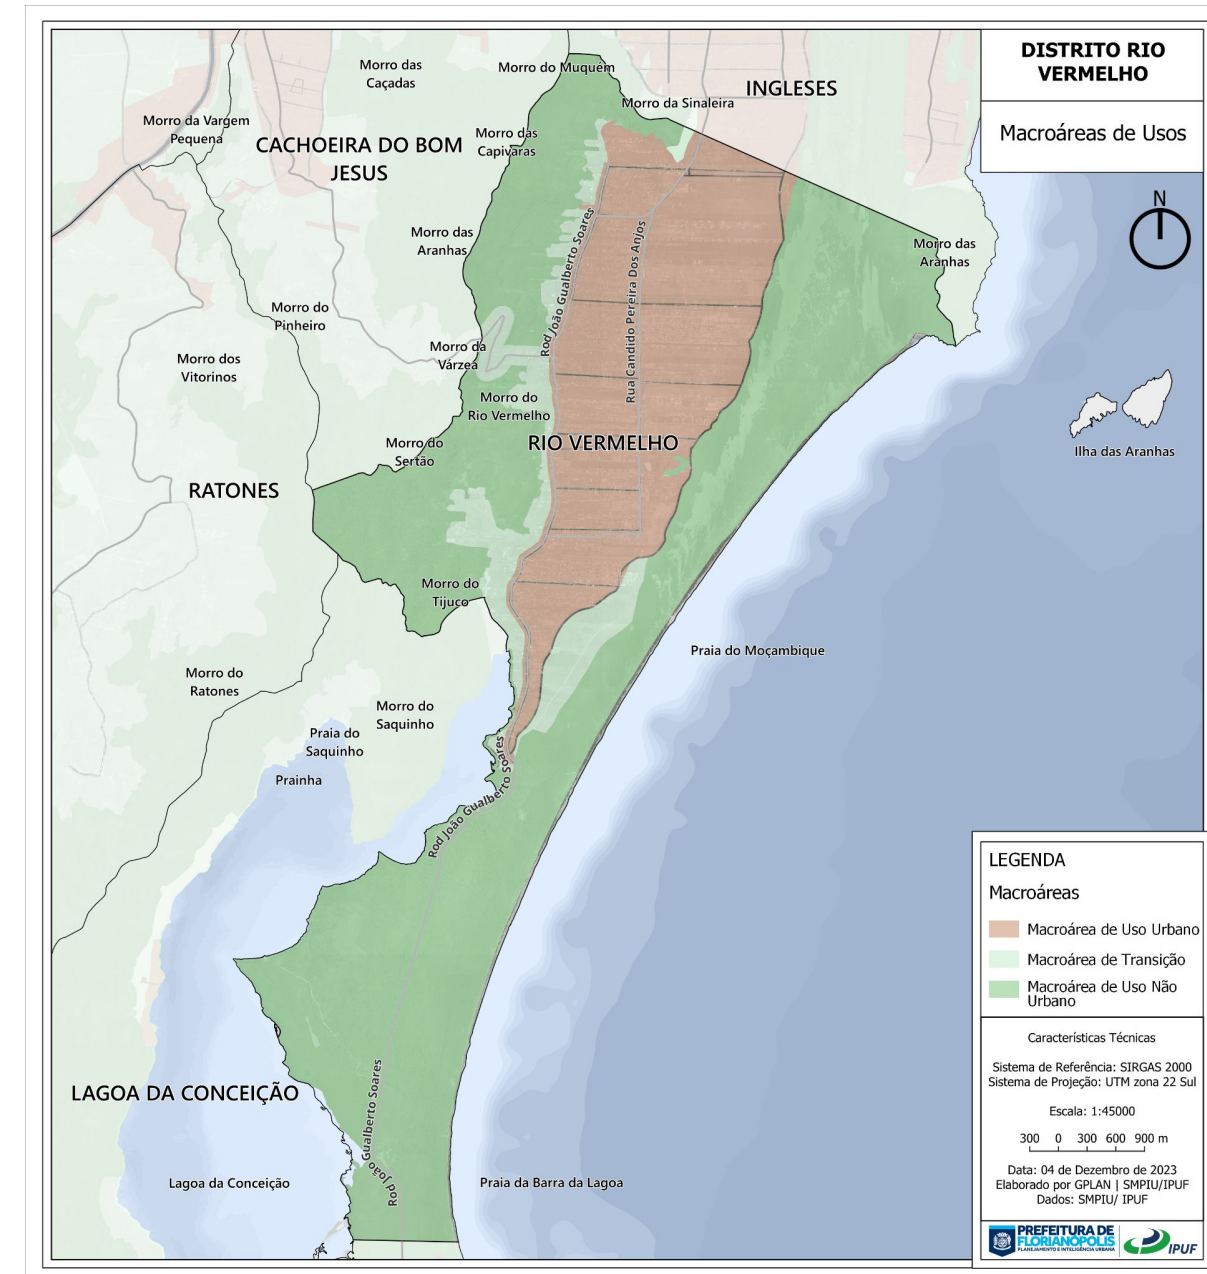 DISTRITO RIO
VERMELHO
Macroáreas de Usos
N
Morro das
Caçadas
Morro do Muquém
INGLESES
Morro da Sinaleira
Morro da Vargem
Pequena
CACHOEIRA DO BOM
JESUS
Morro das
Capivaras
Morro das
Aranhas
Rod João Gualberto Soares
Rua Candido Pereira Dos Anjos
Morro das
Aranhas
Morro do
Pinheiro
Morro da
Várzea
Morro dos
Vitorinos
Morro do
Rio Vermelho
Ilha das Aranhas
Morro do
Sertão
RIO VERMELHO
RATONES
Morro do
Tijuco
Praia do Moçambique
Morro do
Ratones
Morro do
Saquinho
Praia do
Saquinho
Prainha
Rod João Gualberto Soares
LAGOA DA CONCEIÇÃO
Rod João Gualberto Soares
Lagoa da Conceição
Praia da Barra da Lagoa
LEGENDA
Macroáreas
Macroárea de Uso Urbano
Macroárea de Transição
Macroárea de Uso Não
Urbano
Características Técnicas
Sistema de Referência: SIRGAS 2000
Sistema de Projeção: UTM zona 22 Sul
Escala: 1:45000
300 0 300 600 900 m
Data: 04 de Dezembro de 2023
Elaborado por GPLAN | SMPIU/IPUF
Dados: SMPIU/ IPUF
PREFEITURA DE
FLORIANÓPOLIS
PLANEJAMENTO E INTELIGÊNCIA URBANA
IPUF